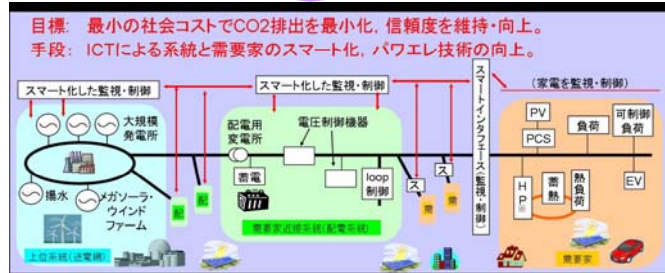 目標: 最小の社会コストでCO2排出を最小化, 信頼度を維持・向上。
手段: ICTによる系統と需要家のスマート化, パワエレ技術の向上。
スマート化した監視・制御
スマート化した監視・制御
スマートインタフェース(監視・制御)
(家電を監視・制御)
大規模
発電所
揚水
メガソーラ・
ウインド
ファーム
上位系統(送電網)
配
配
配電用
変電所
電圧制御機器
蓄電
loop
制御
需要家近接系統(配電系統)
ス
ス
需
需
PV
PCS
負荷
可制御
負荷
HP
蓄熱
熱負荷
EV
需要家